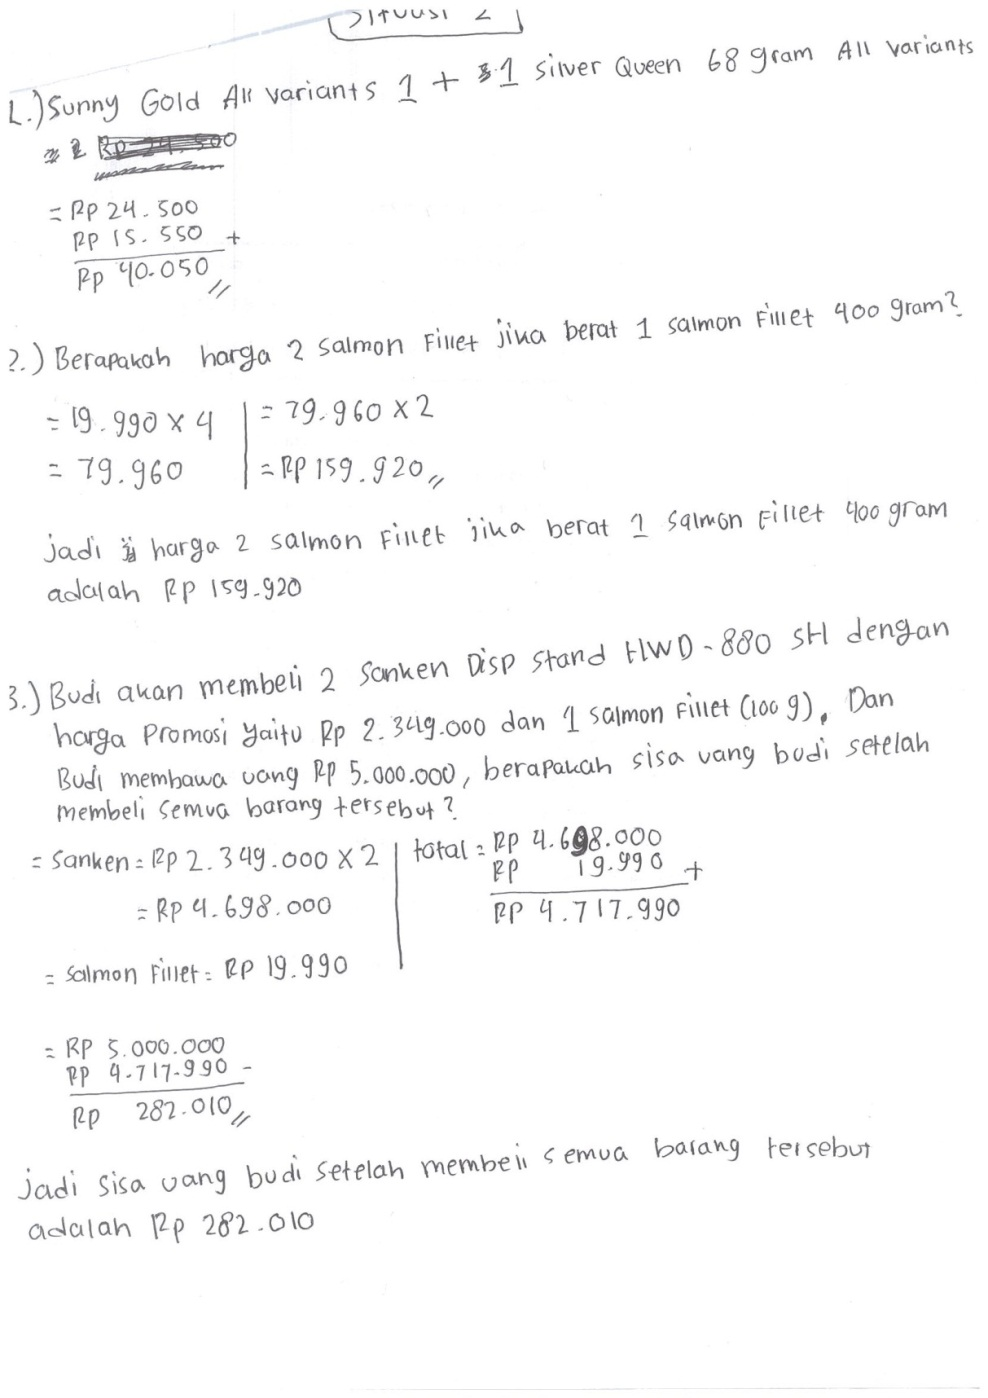 Situasi 2
1.) Sunny Gold All variants 1 + 1 silver Queen 68 gram All variants
= Rp 24.500
Rp 15.550 +
Rp 40.050 //
2.) Berapakah harga 2 salmon Fillet jika berat 1 salmon Fillet 400 gram?
= 19.990 x 4 | = 79.960 x 2
= 79.960 | = Rp 159.920 //
jadi harga 2 salmon Fillet jika berat 1 salmon Fillet 400 gram
adalah Rp 159.920
3.) Budi akan membeli 2 Sanken Disp Stand HWD-880 SH dengan
harga Promosi yaitu Rp 2.349.000 dan 1 salmon Fillet (100 g). Dan
Budi membawa uang Rp 5.000.000, berapakah sisa uang budi setelah
membeli semua barang tersebut?
= Sanken = Rp 2.349.000 x 2 | total = Rp 4.698.000
Rp 19.990 +
= Rp 4.698.000 | Rp 4.717.990
= Salmon Fillet = Rp 19.990
= Rp 5.000.000
Rp 4.717.990 -
Rp 282.010 //
jadi sisa uang budi setelah membeli semua barang tersebut
adalah Rp 282.010